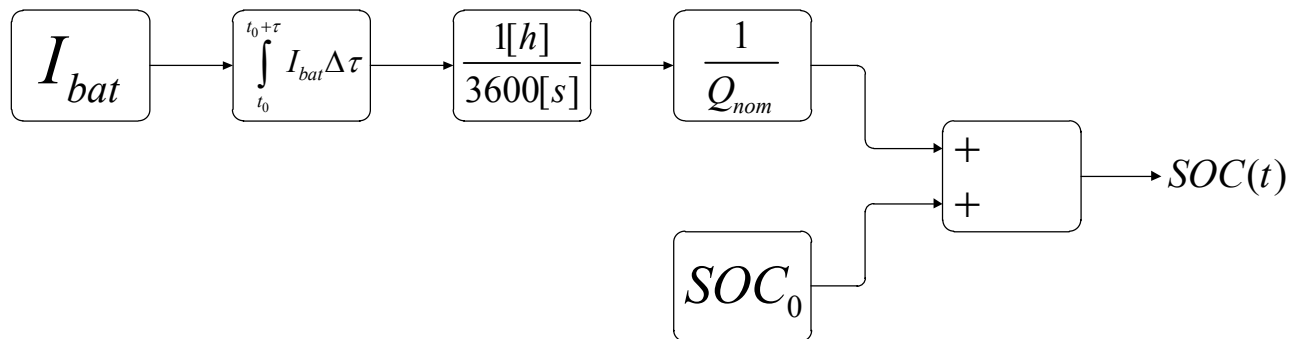 I_bat
∫_{t_0}^{t_0+τ} I_bat Δτ
1[h]
3600[s]
1
Q_nom
+
+
SOC(t)
SOC_0